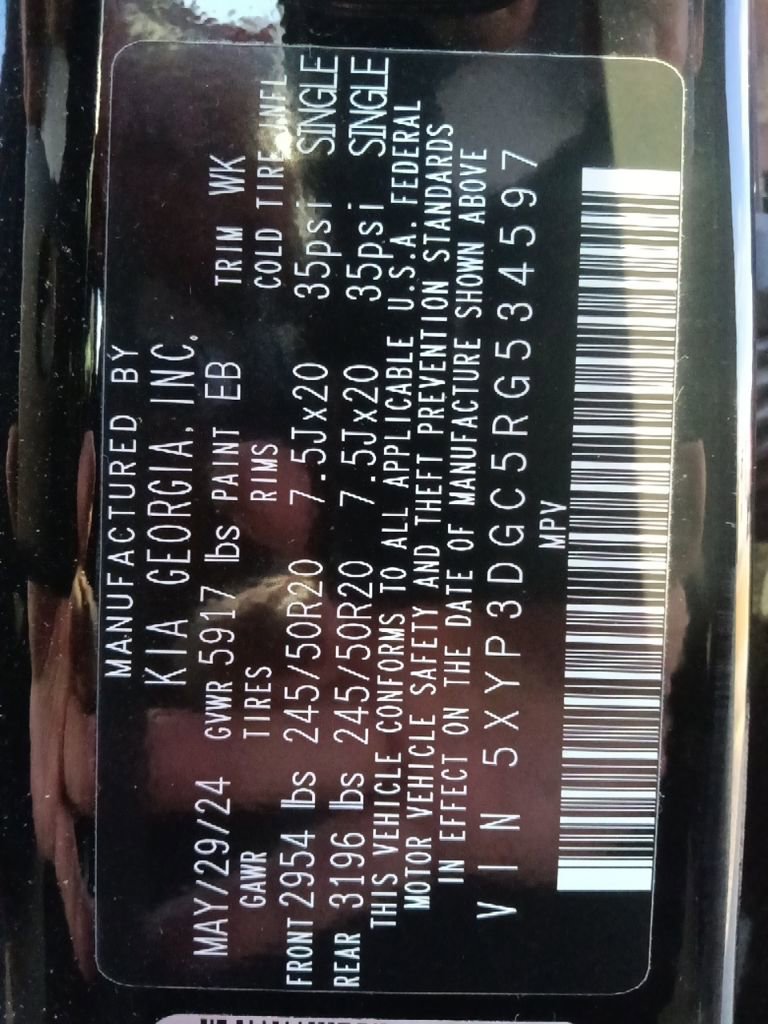 MANUFACTURED BY
KIA GEORGIA, INC.
MAY/29/24 GVWR 5917 lbs PAINT EB TRIM WK
GAWR TIRES RIMS COLD TIRE INFL
FRONT 2954 lbs 245/50R20 7.5Jx20 35psi SINGLE
REAR 3196 lbs 245/50R20 7.5Jx20 35psi SINGLE
THIS VEHICLE CONFORMS TO ALL APPLICABLE U.S.A. FEDERAL
MOTOR VEHICLE SAFETY AND THEFT PREVENTION STANDARDS
IN EFFECT ON THE DATE OF MANUFACTURE SHOWN ABOVE
VIN 5XYP3DGC5RG534597
MPV